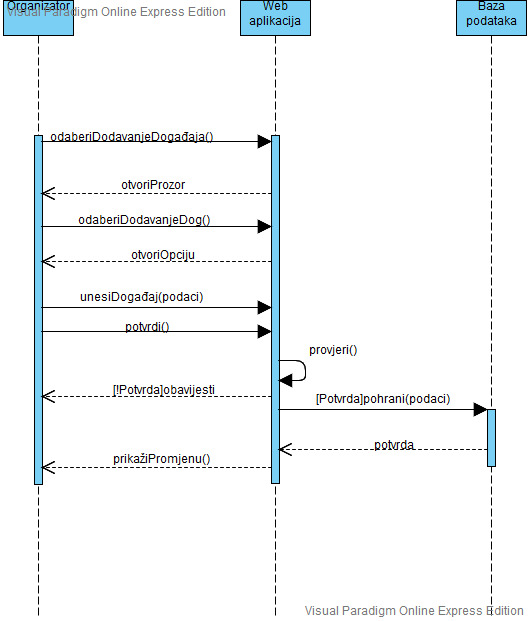 Organizator
Visual Paradigm Online Express Edition
Web
aplikacija
Baza
podataka
odaberiDodavanjeDogađaja()
otvoriProzor
odaberiDodavanjeDog()
otvoriOpciju
unesiDogađaj(podaci)
potvrdi()
provjeri()
[!Potvrda]obavijesti
[Potvrda]pohrani(podaci)
potvrda
prikažiPromjenu()
Visual Paradigm Online Express Edition